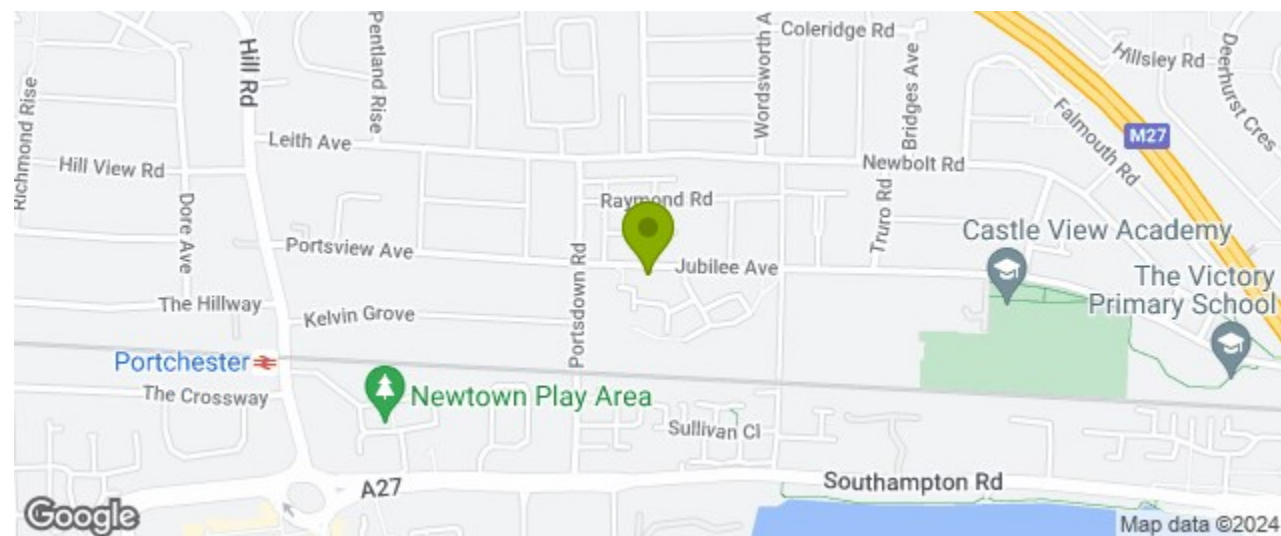 Coleridge Rd
Wordsworth A
Bridges Ave
Hillsley Rd
Deerhurst Cres
Pentland Rise
Hill Rd
Richmond Rise
Falmouth Rd
M27
Leith Ave
Hill View Rd
Newbolt Rd
Dore Ave
Raymond Rd
Truro Rd
Castle View Academy
Portsview Ave
Jubilee Ave
The Victory
Primary School
The Hillway
Kelvin Grove
Portsdown Rd
Portchester
The Crossway
Newtown Play Area
Sullivan Cl
A27
Southampton Rd
Google
Map data ©2024